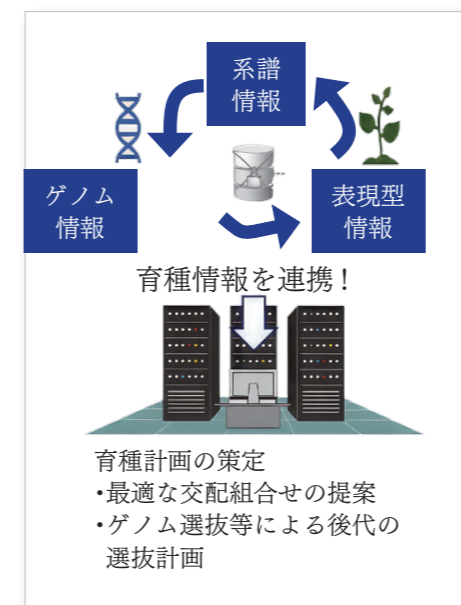 系譜
情報
ゲノム
情報
表現型
情報
育種情報を連携!
育種計画の策定
・最適な交配組合せの提案
・ゲノム選抜等による後代の
選抜計画